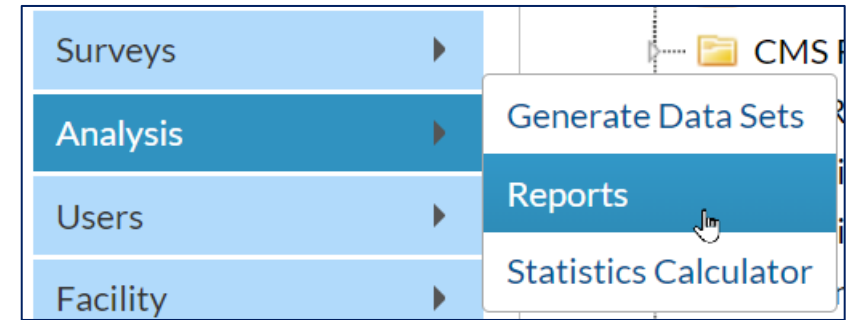 Surveys
CMS
Generate Data Sets
Analysis
Reports
Users
Statistics Calculator
Facility